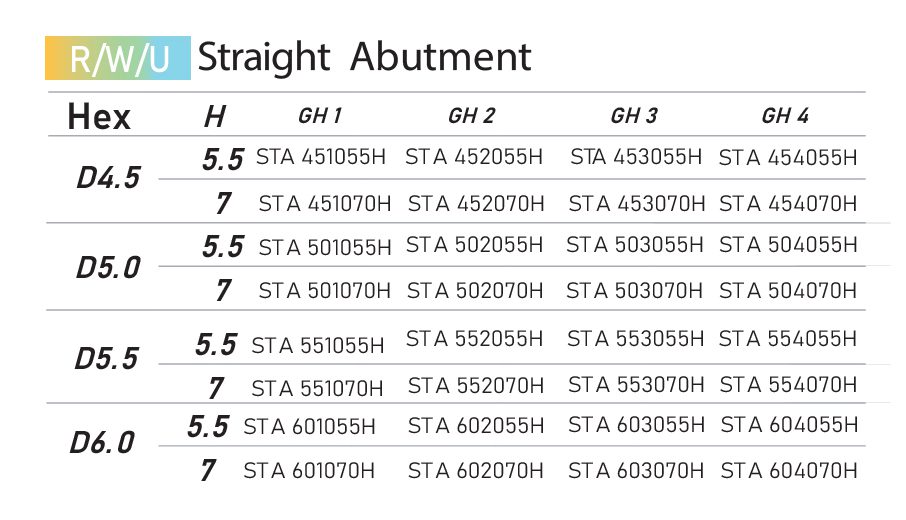 R/W/U Straight Abutment
Hex H GH 1 GH 2 GH 3 GH 4
D4.5
5.5 STA 451055H STA 452055H STA 453055H STA 454055H
7 STA 451070H STA 452070H STA 453070H STA 454070H
D5.0
5.5 STA 501055H STA 502055H STA 503055H STA 504055H
7 STA 501070H STA 502070H STA 503070H STA 504070H
D5.5
5.5 STA 551055H STA 552055H STA 553055H STA 554055H
7 STA 551070H STA 552070H STA 553070H STA 554070H
D6.0
5.5 STA 601055H STA 602055H STA 603055H STA 604055H
7 STA 601070H STA 602070H STA 603070H STA 604070H